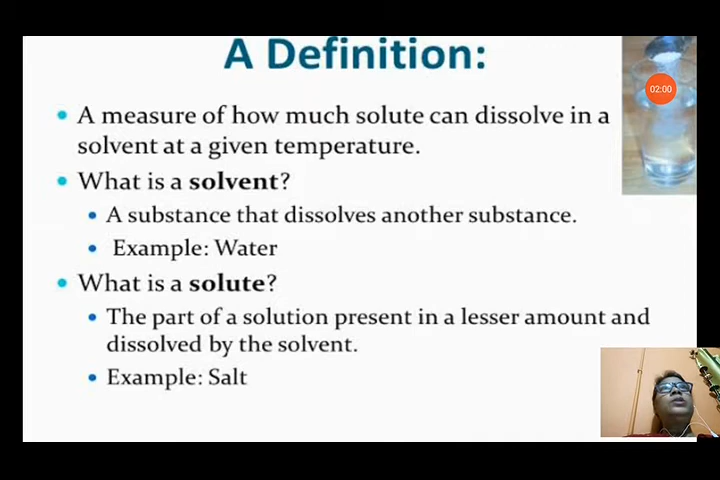 A Definition:
02:00
• A measure of how much solute can dissolve in a
solvent at a given temperature.
• What is a solvent?
• A substance that dissolves another substance.
• Example: Water
• What is a solute?
• The part of a solution present in a lesser amount and
dissolved by the solvent.
• Example: Salt